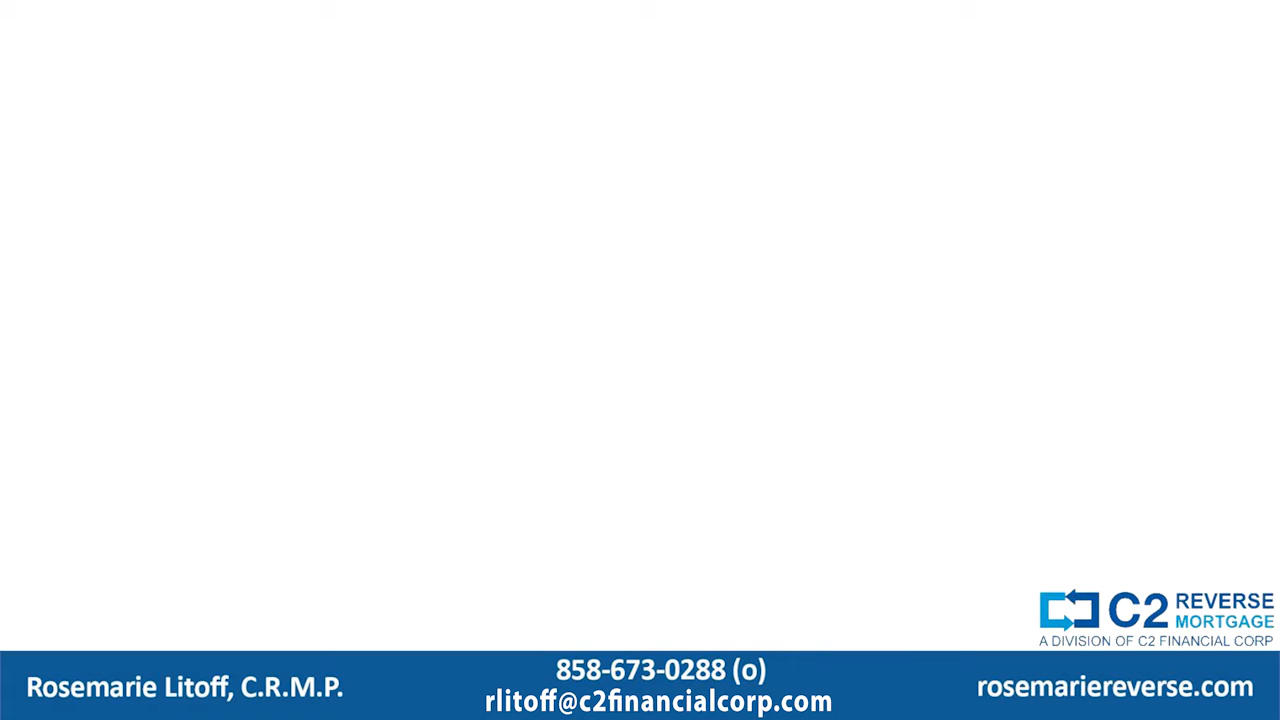 C2 REVERSE
MORTGAGE
A DIVISION OF C2 FINANCIAL CORP
Rosemarie Litoff, C.R.M.P.
858-673-0288 (o)
rlitoff@c2financialcorp.com
rosemariereverse.com